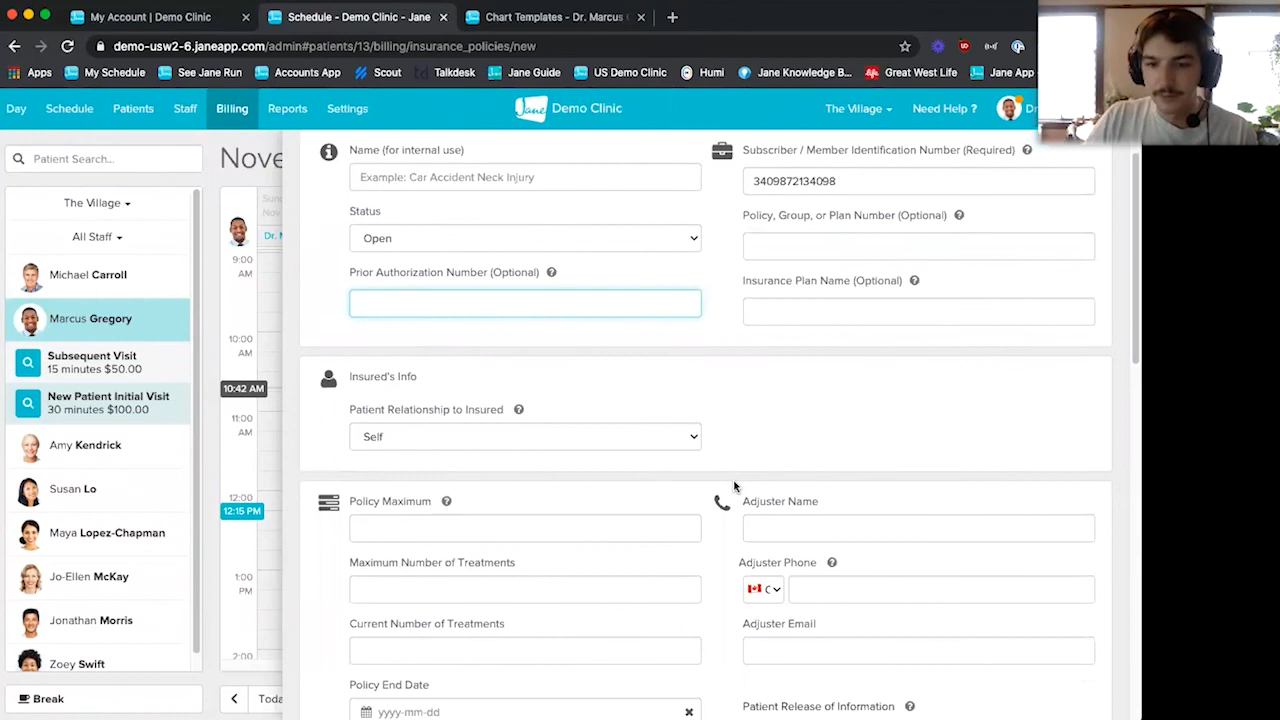 My Account | Demo Clinic
Schedule - Demo Clinic - Jane
Chart Templates - Dr. Marcus
demo-usw2-6.janeapp.com/admin#patients/13/billing/insurance_policies/new
Apps
My Schedule
See Jane Run
Accounts App
Scout
Talkdesk
Jane Guide
US Demo Clinic
Humi
Jane Knowledge B...
Great West Life
Jane App
Day
Schedule
Patients
Staff
Billing
Reports
Settings
Jane
Demo Clinic
The Village
Need Help ?
Patient Search...
The Village
All Staff
Michael Carroll
Marcus Gregory
Subsequent Visit
15 minutes $50.00
New Patient Initial Visit
30 minutes $100.00
Amy Kendrick
Susan Lo
Maya Lopez-Chapman
Jo-Ellen McKay
Jonathan Morris
Zoey Swift
Break
Nove
Nov
Dr.
9:00
AM
10:00
AM
10:42 AM
11:00
AM
12:00
12:15 PM
1:00
PM
2:00
Toda
Name (for internal use)
Example: Car Accident Neck Injury
Status
Open
Prior Authorization Number (Optional)
Subscriber / Member Identification Number (Required)
3409872134098
Policy, Group, or Plan Number (Optional)
Insurance Plan Name (Optional)
Insured's Info
Patient Relationship to Insured
Self
Policy Maximum
Maximum Number of Treatments
Current Number of Treatments
Policy End Date
yyyy-mm-dd
Adjuster Name
Adjuster Phone
C
Adjuster Email
Patient Release of Information